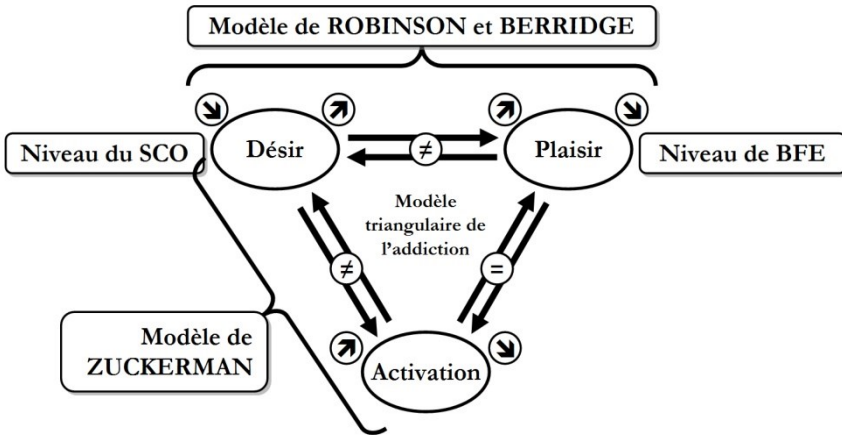 Modèle de ROBINSON et BERRIDGE
Niveau du SCO
Désir
≠
Plaisir
Niveau de BFE
Modèle
triangulaire de
l’addiction
≠
=
Modèle de
ZUCKERMAN
Activation